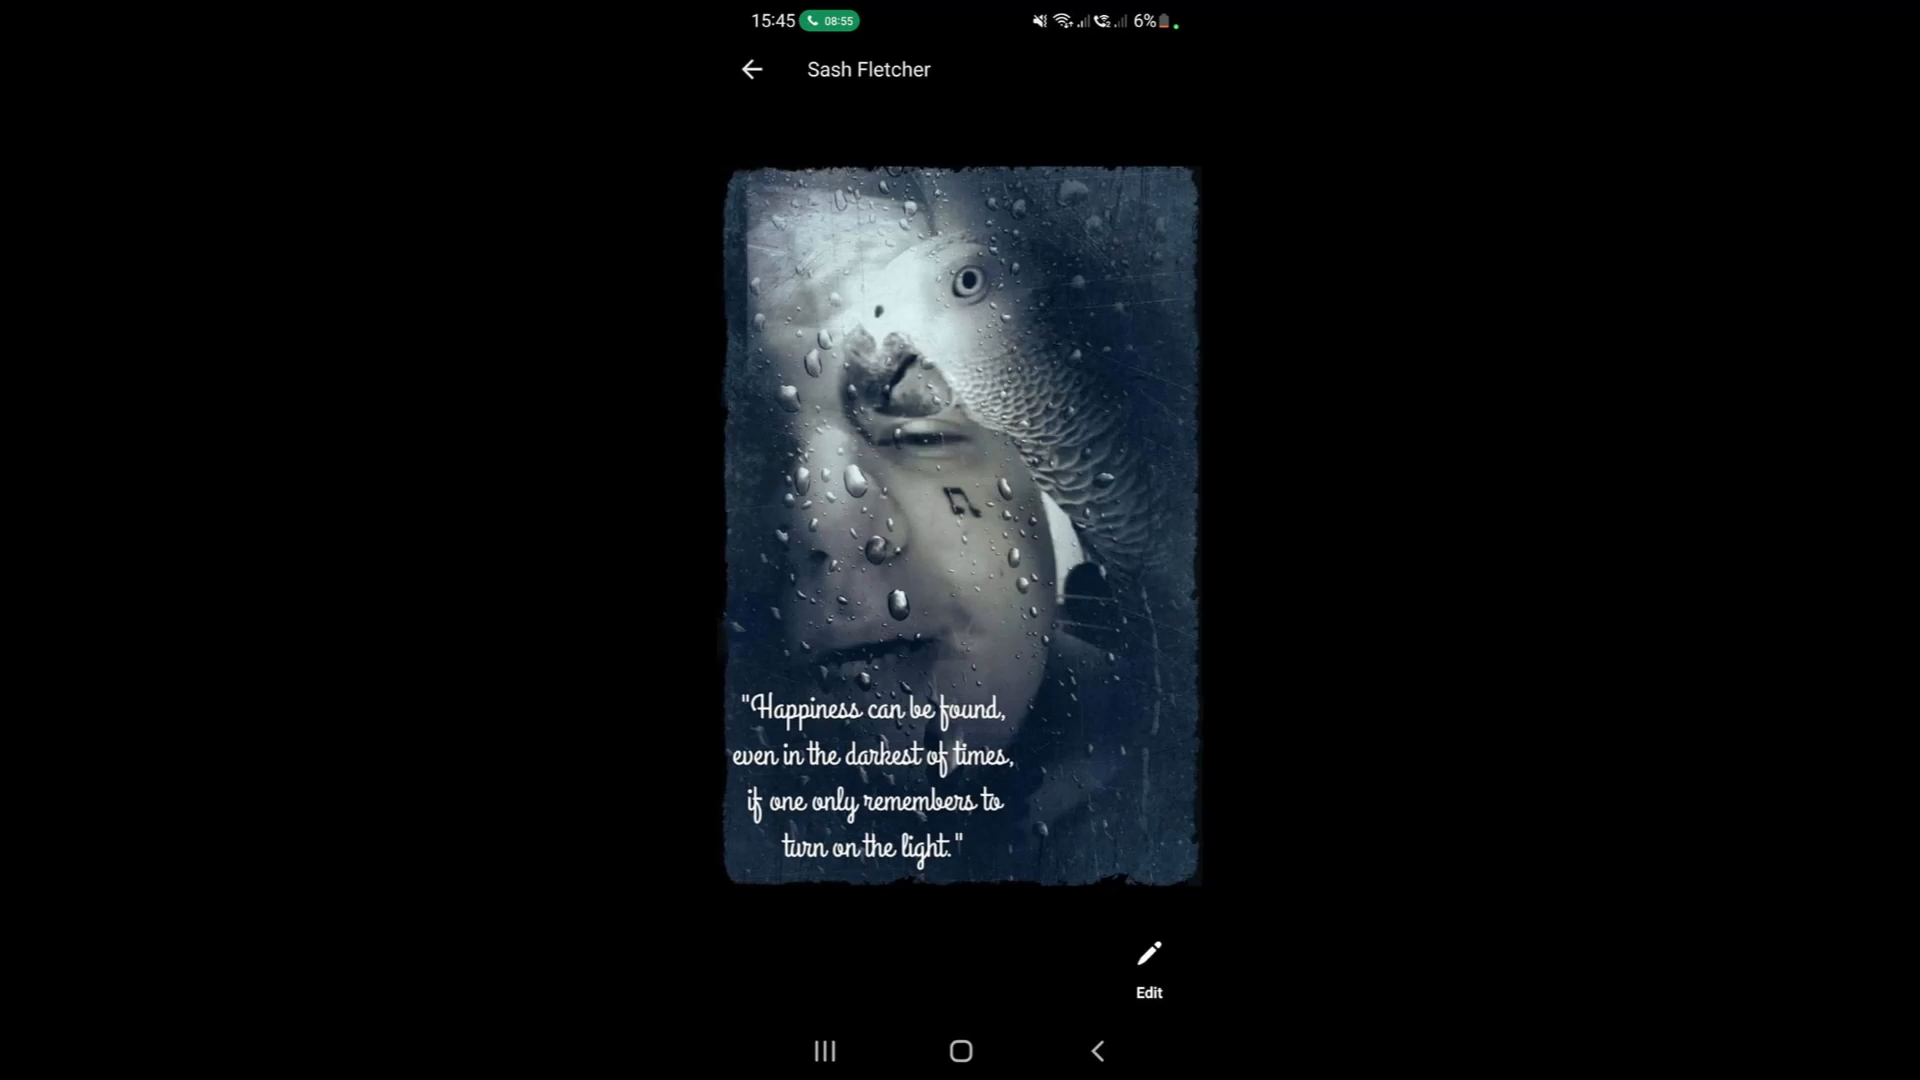 15:45 08:55 6%
Sash Fletcher
"Happiness can be found,
even in the darkest of times,
if one only remembers to
turn on the light."
Edit